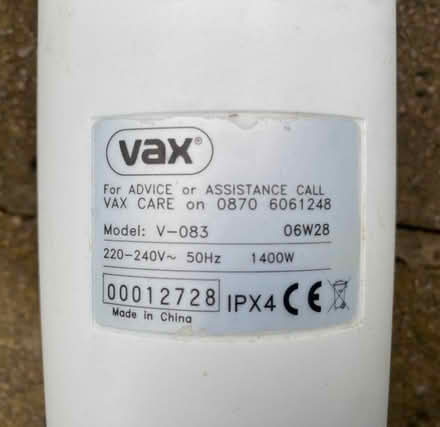 vax®
For ADVICE or ASSISTANCE CALL
VAX CARE on 0870 6061248
Model: V-083 06W28
220-240V~ 50Hz 1400W
00012728 IPX4 CE
Made in China